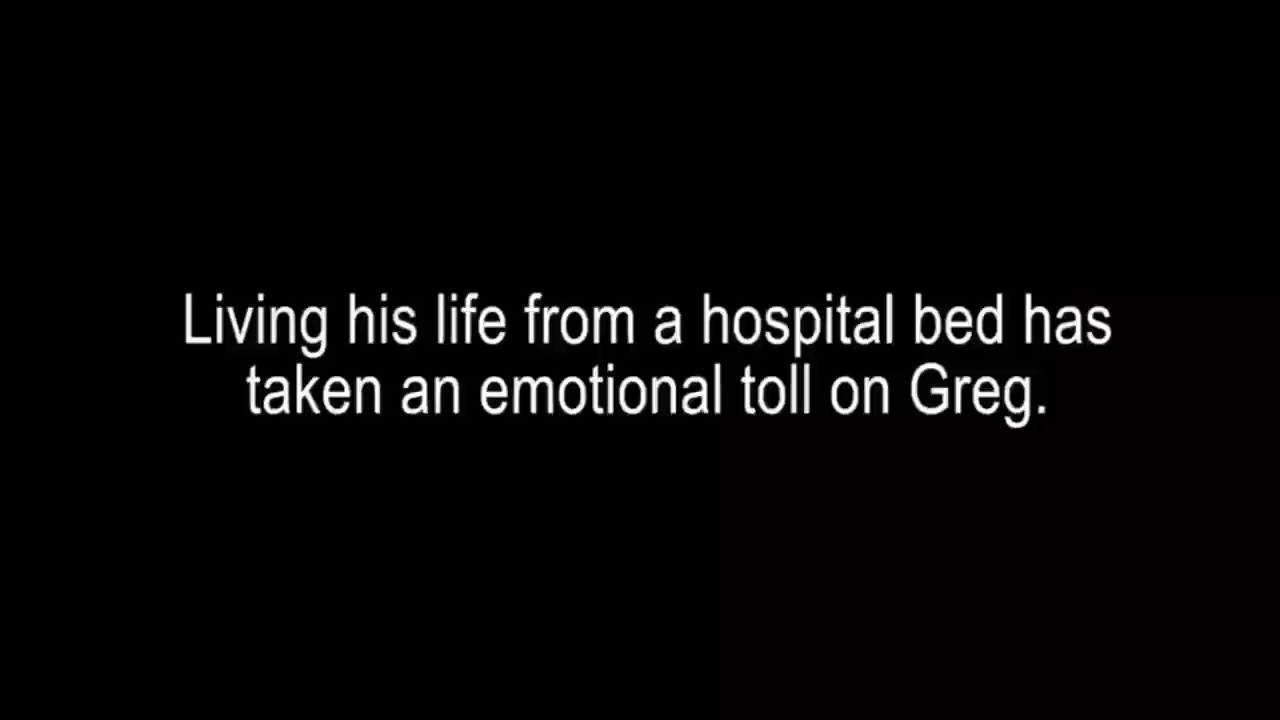 Living his life from a hospital bed has
taken an emotional toll on Greg.